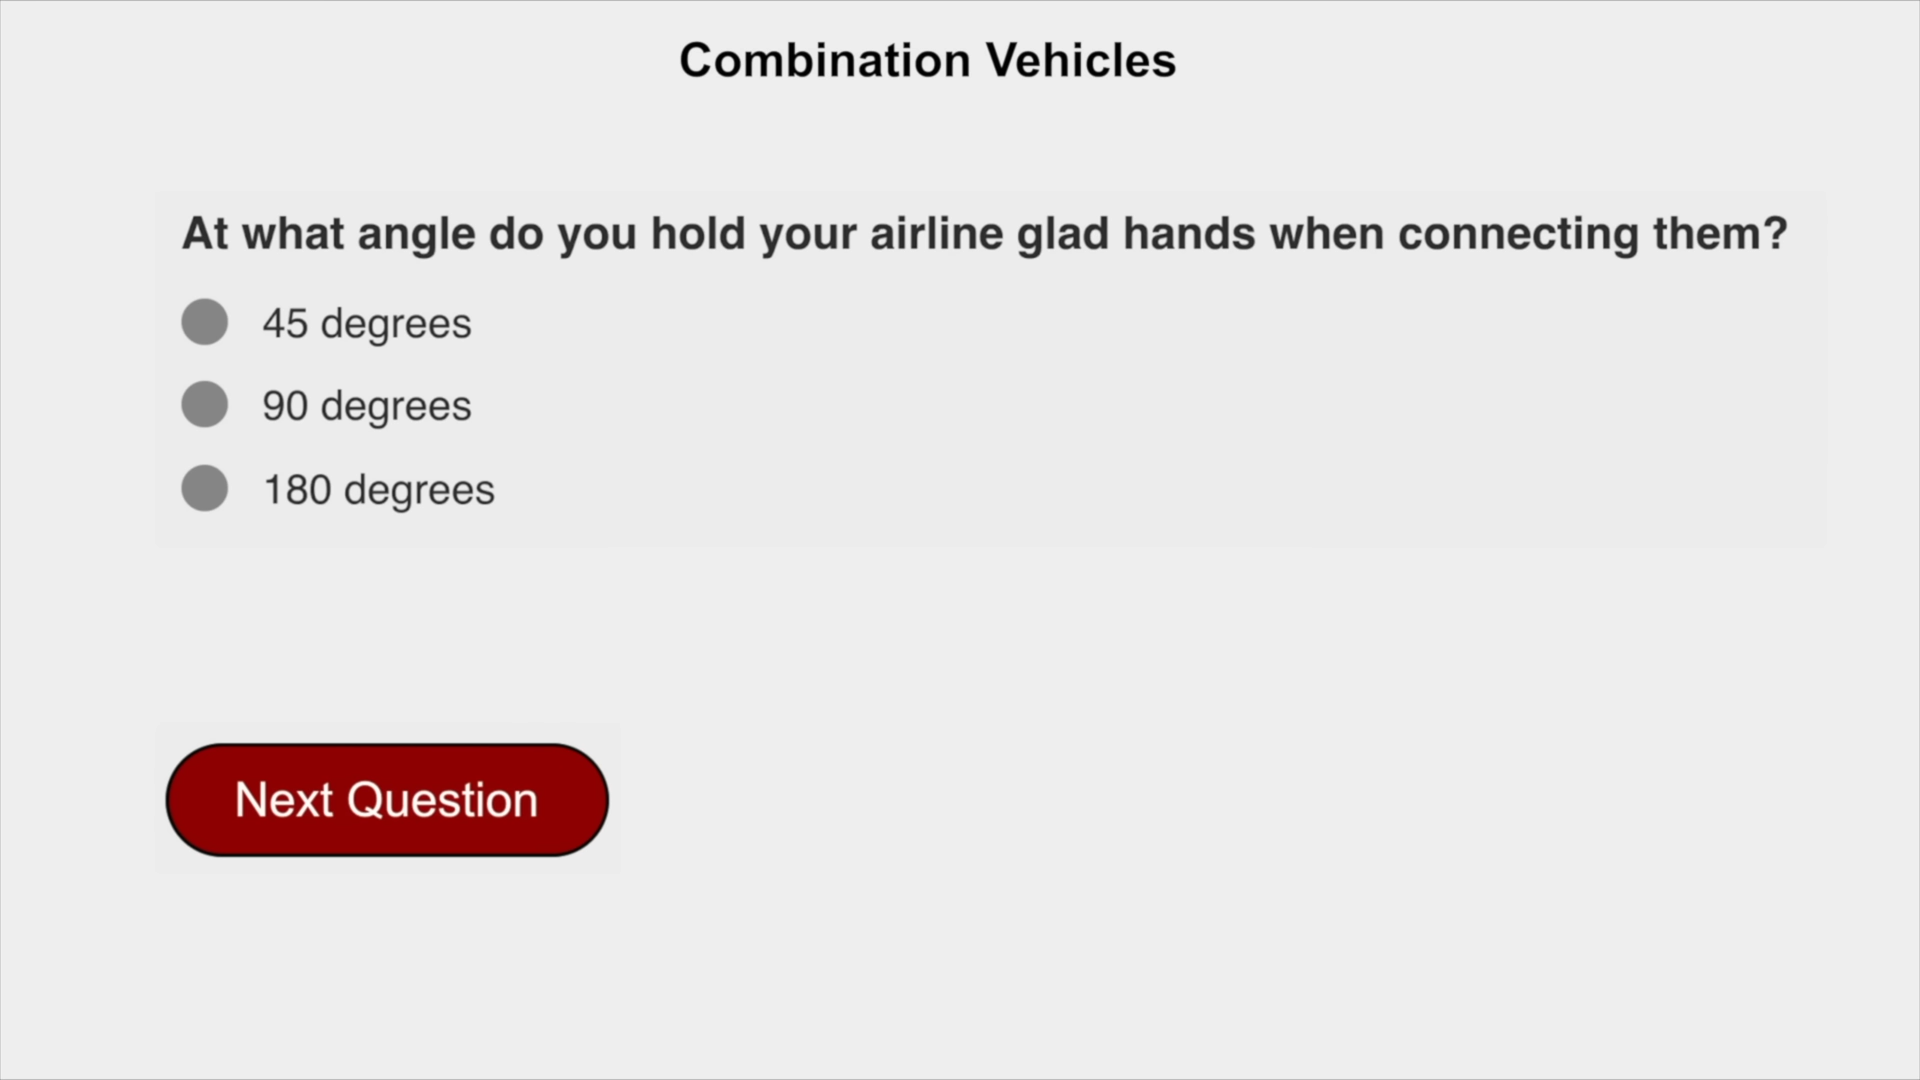 Combination Vehicles
At what angle do you hold your airline glad hands when connecting them?
45 degrees
90 degrees
180 degrees
Next Question